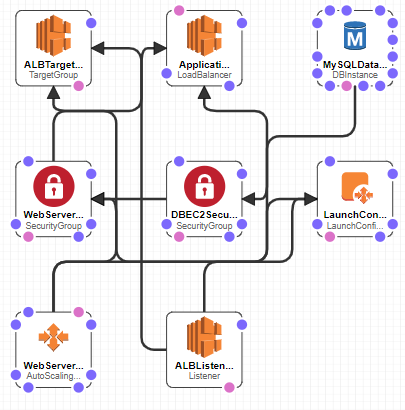 ALBTarget...
TargetGroup
Applicati...
LoadBalancer
MySQLData...
DBInstance
WebServer...
SecurityGroup
DBEC2Secu...
SecurityGroup
LaunchCon...
LaunchConfi...
WebServer...
AutoScaling...
ALBListen...
Listener